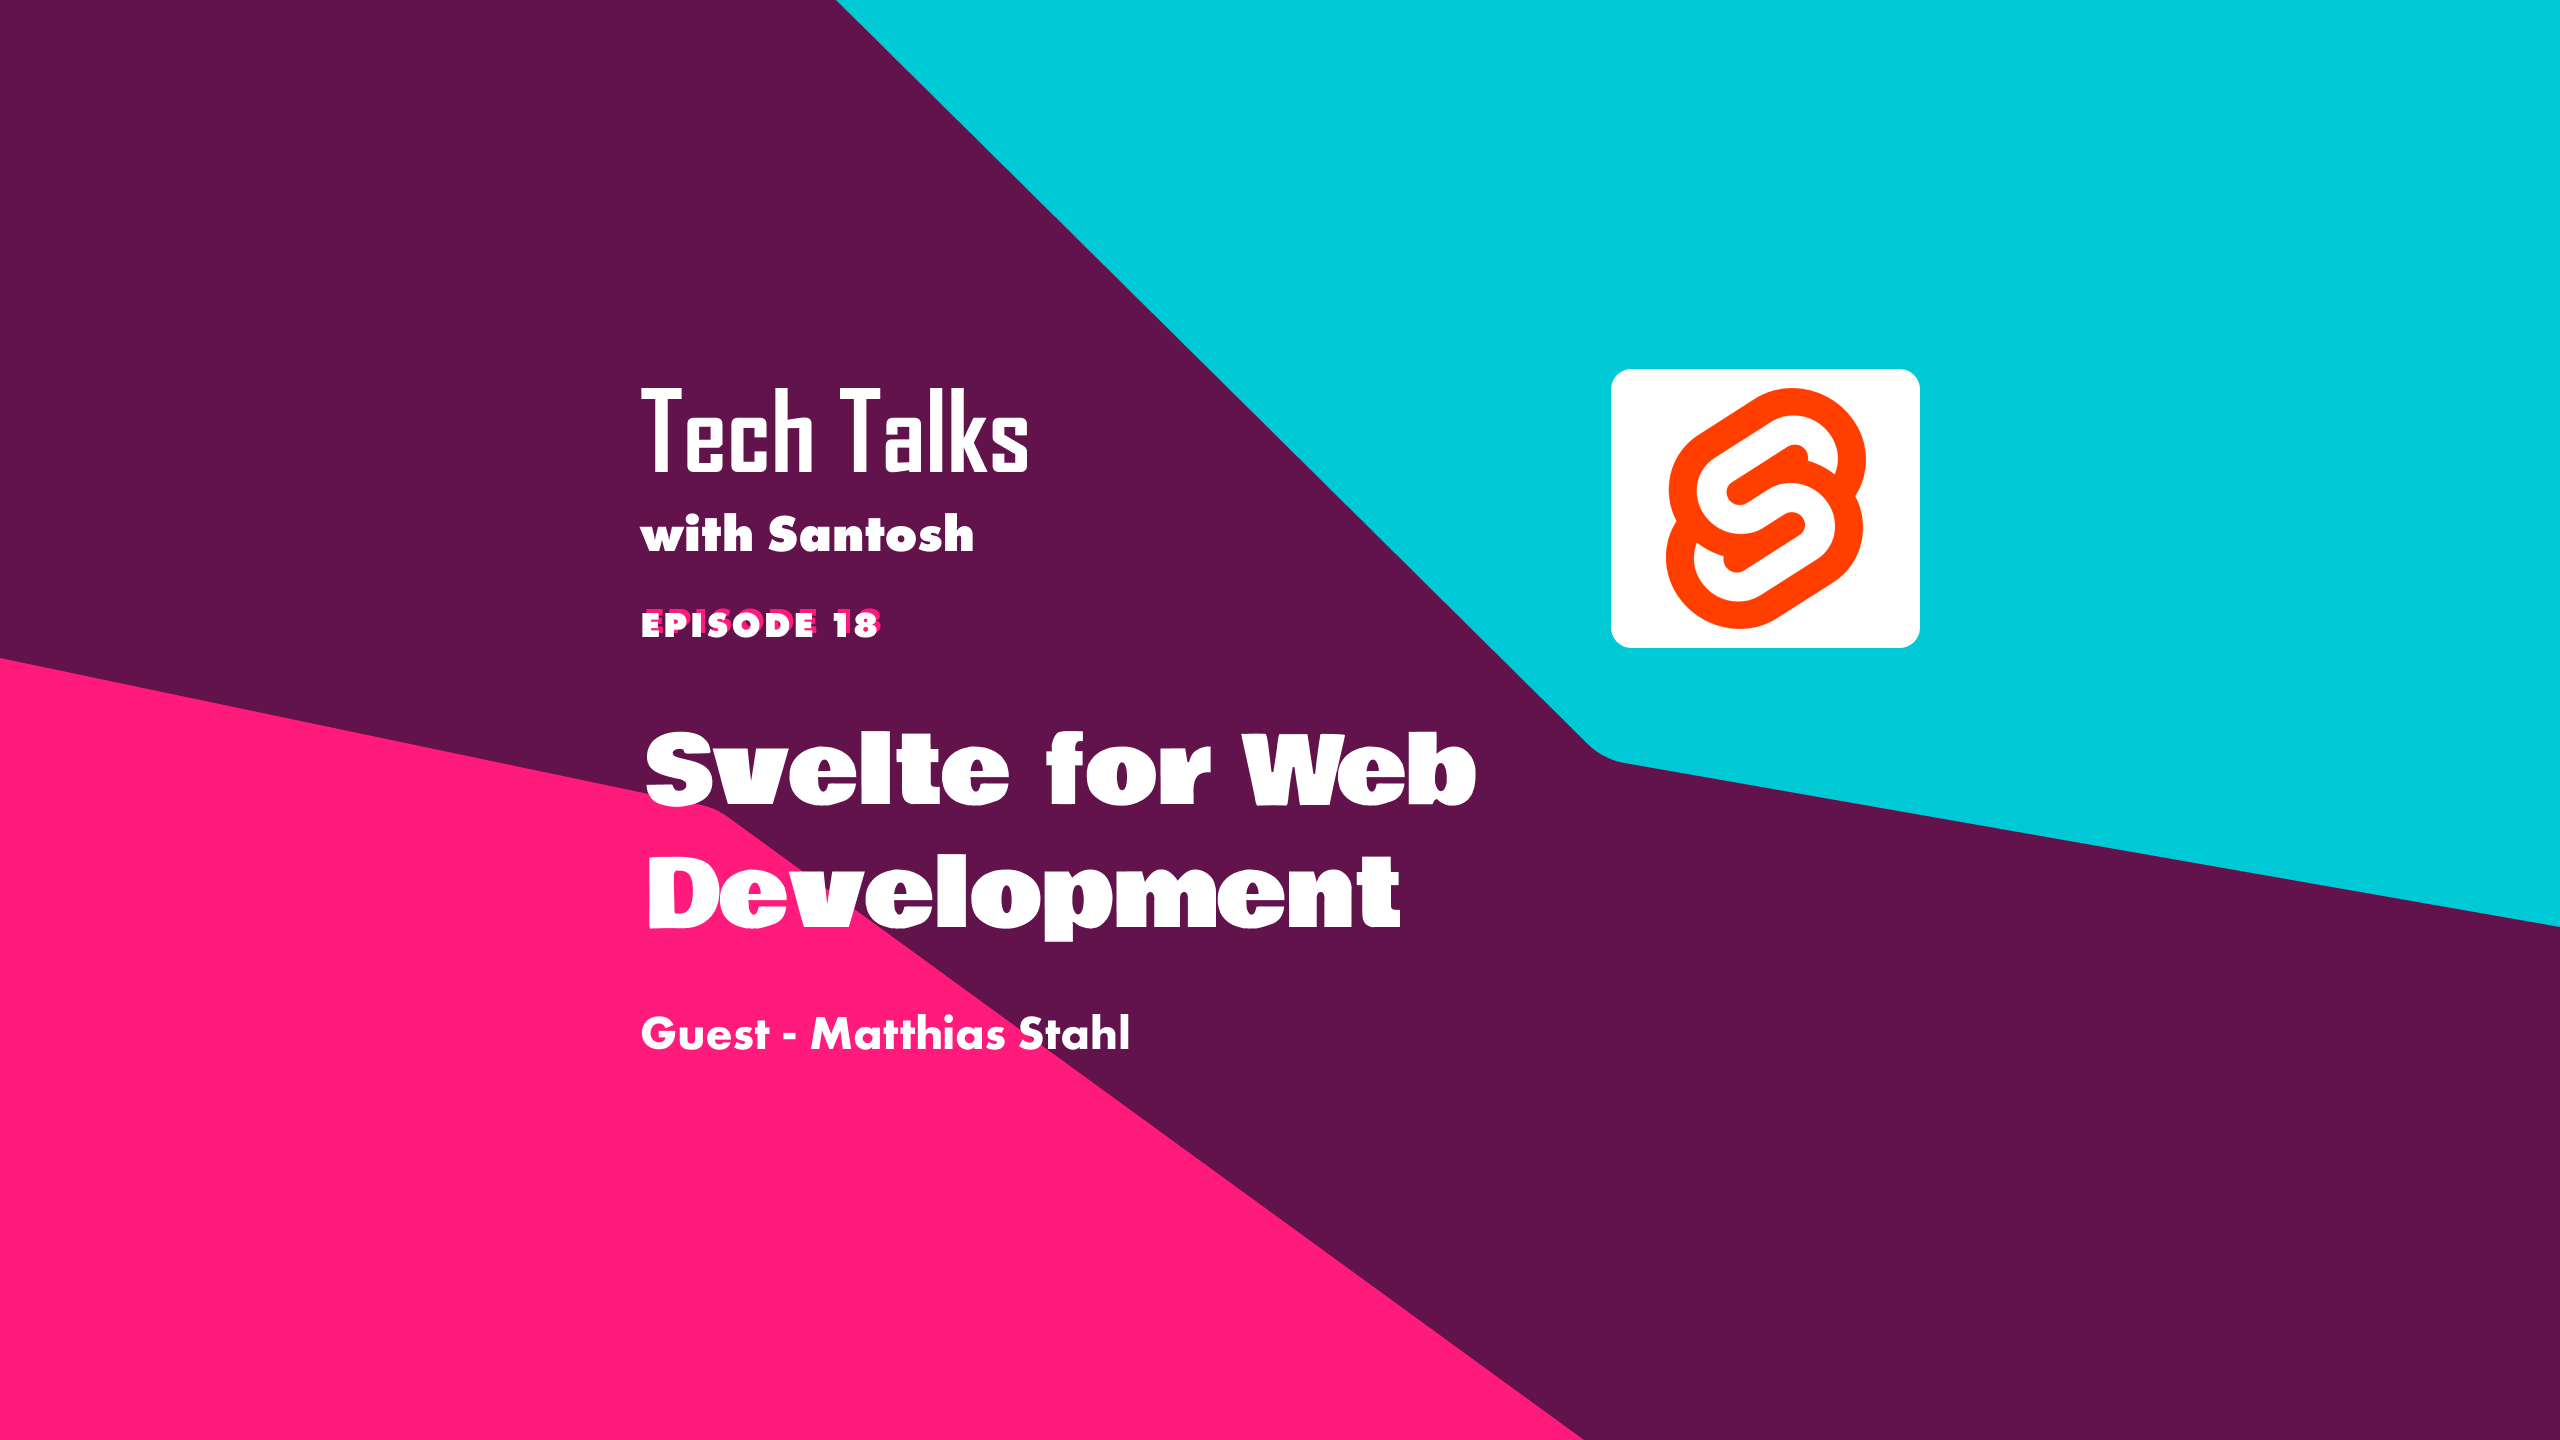 Tech Talks
with Santosh
EPISODE 18
Svelte for Web
Development
Guest - Matthias Stahl